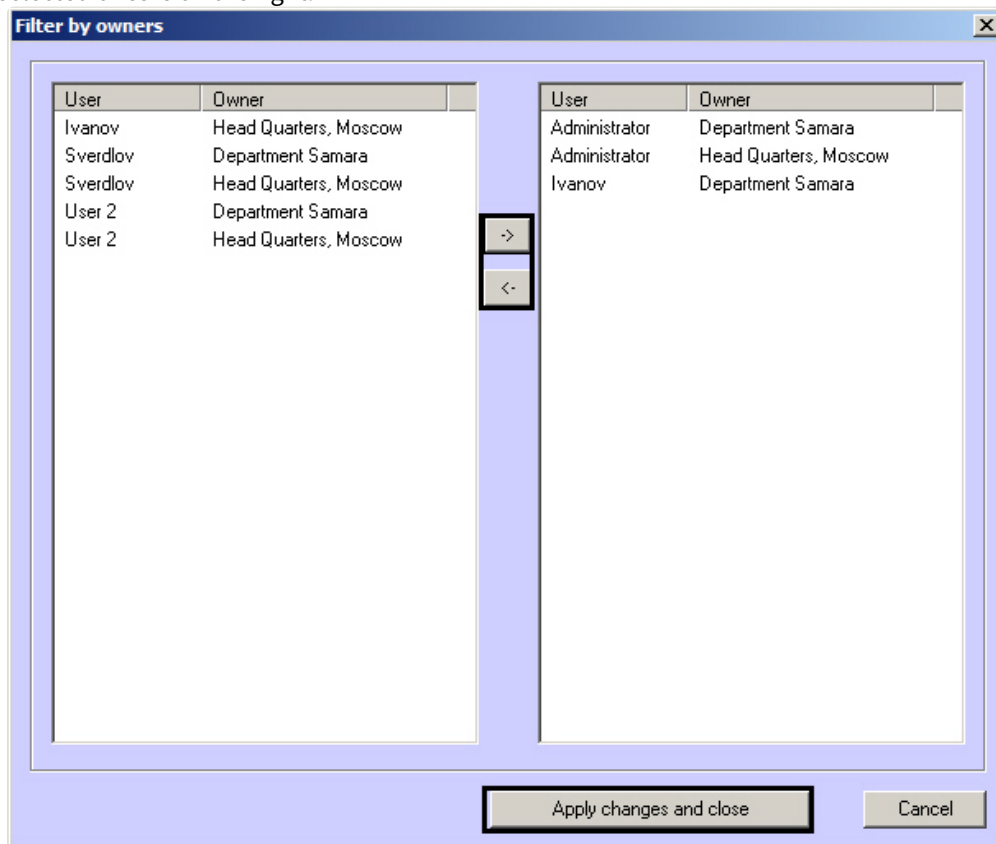 Filter by owners
User Owner
Ivanov Head Quarters, Moscow
Sverdlov Department Samara
Sverdlov Head Quarters, Moscow
User 2 Department Samara
User 2 Head Quarters, Moscow
->
<-
User Owner
Administrator Department Samara
Administrator Head Quarters, Moscow
Ivanov Department Samara
Apply changes and close
Cancel